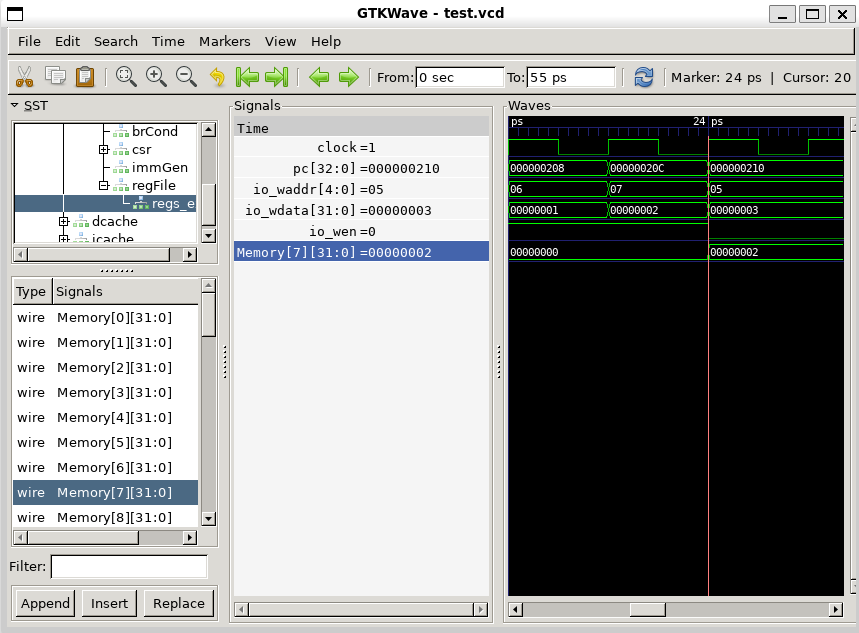 GTKWave - test.vcd
File Edit Search Time Markers View Help
From: 0 sec To: 55 ps Marker: 24 ps | Cursor: 20
SST
brCond
csr
immGen
regFile
regs_e
dcache
icache
Type Signals
wire Memory[0][31:0]
wire Memory[1][31:0]
wire Memory[2][31:0]
wire Memory[3][31:0]
wire Memory[4][31:0]
wire Memory[5][31:0]
wire Memory[6][31:0]
wire Memory[7][31:0]
wire Memory[8][31:0]
Filter:
Append Insert Replace
Signals
Time
clock=1
pc[32:0]=000000210
io_waddr[4:0]=05
io_wdata[31:0]=00000003
io_wen=0
Memory[7][31:0]=00000002
Waves
ps 24 ps
000000208 00000020C 000000210
06 07 05
00000001 00000002 00000003
00000000 00000002